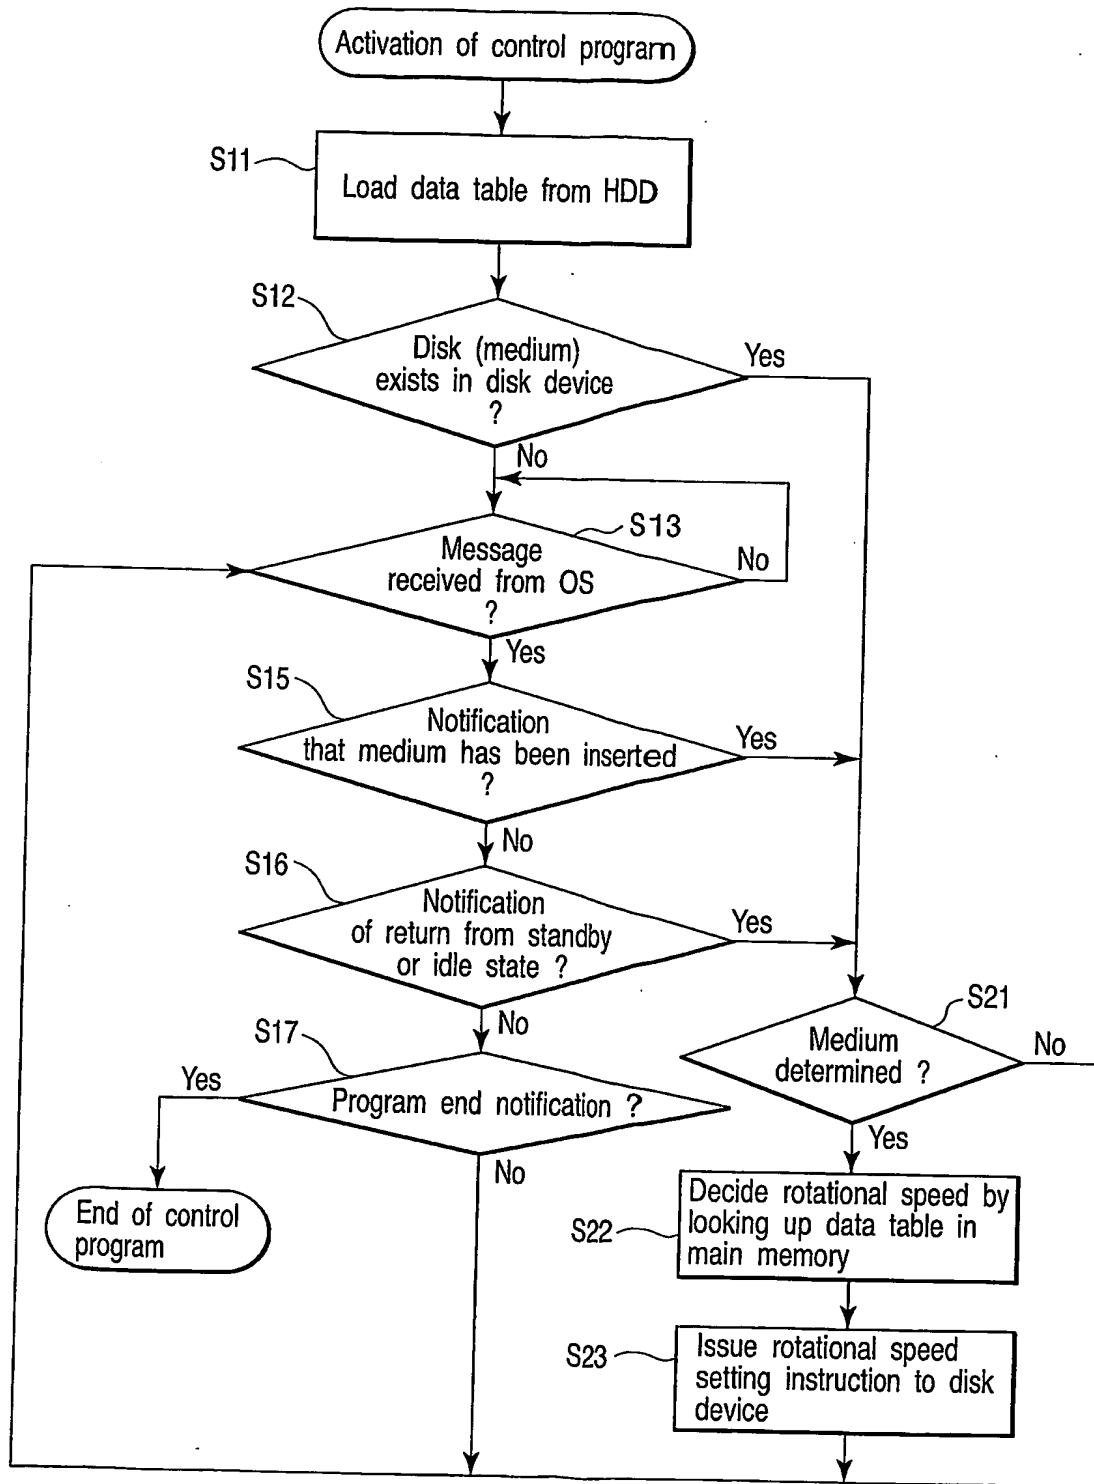 Activation of control program
S11
Load data table from HDD
S12
Disk (medium)
exists in disk device
?
Yes
No
S13
Message
received from OS
?
No
Yes
S15
Notification
that medium has been inserted
?
Yes
No
S16
Notification
of return from standby
or idle state ?
Yes
No
S17
Program end notification ?
Yes
No
End of control
program
S21
Medium
determined ?
No
Yes
S22
Decide rotational speed by
looking up data table in
main memory
S23
Issue rotational speed
setting instruction to disk
device